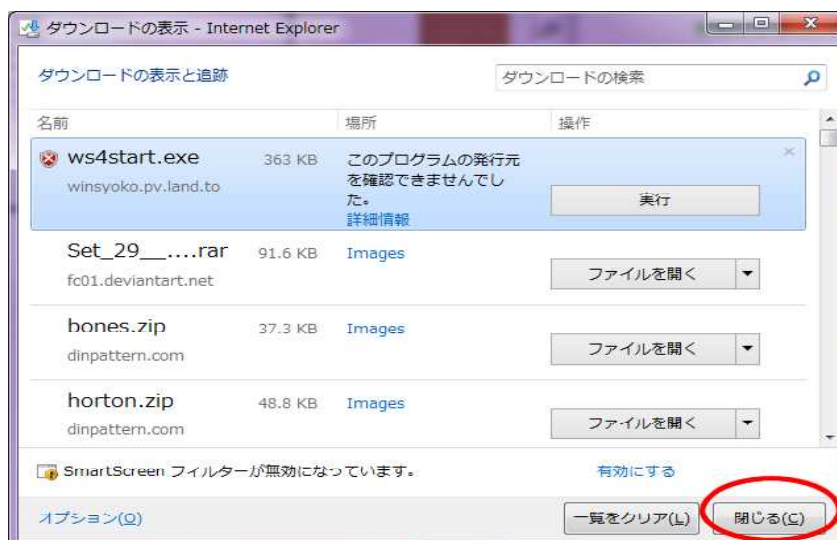 ダウンロードの表示 - Internet Explorer
ダウンロードの表示と追跡
ダウンロードの検索
名前 場所 操作
ws4start.exe 363 KB このプログラムの発行元を確認できませんでした。
winsyoko.pv.land.to
詳細情報
実行
Set_29__....rar 91.6 KB Images ファイルを開く
fc01.deviantart.net
bones.zip 37.3 KB Images ファイルを開く
dinpattern.com
horton.zip 48.8 KB Images ファイルを開く
dinpattern.com
SmartScreen フィルターが無効になっています。 有効にする
オプション(O) 一覧をクリア(L) 閉じる(C)